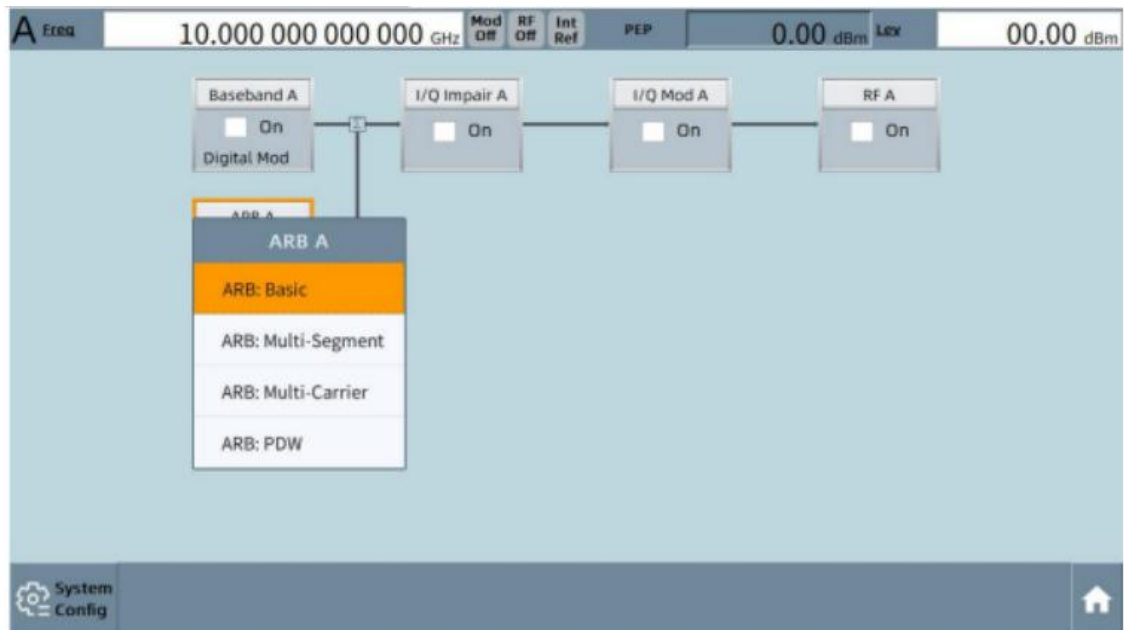 A Freq 10.000 000 000 000 GHz Mod Off RF Off Int Ref PEP 0.00 dBm Lev 00.00 dBm
Baseband A I/Q Impair A I/Q Mod A RF A
On On On On
Digital Mod
ARB A
ARB A
ARB: Basic
ARB: Multi-Segment
ARB: Multi-Carrier
ARB: PDW
System
Config